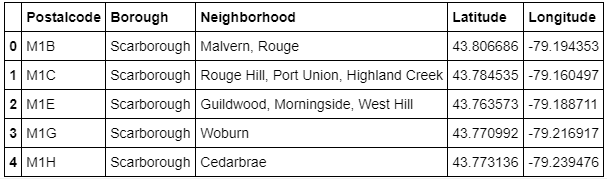 Postalcode Borough Neighborhood Latitude Longitude
0 M1B Scarborough Malvern, Rouge 43.806686 -79.194353
1 M1C Scarborough Rouge Hill, Port Union, Highland Creek 43.784535 -79.160497
2 M1E Scarborough Guildwood, Morningside, West Hill 43.763573 -79.188711
3 M1G Scarborough Woburn 43.770992 -79.216917
4 M1H Scarborough Cedarbrae 43.773136 -79.239476